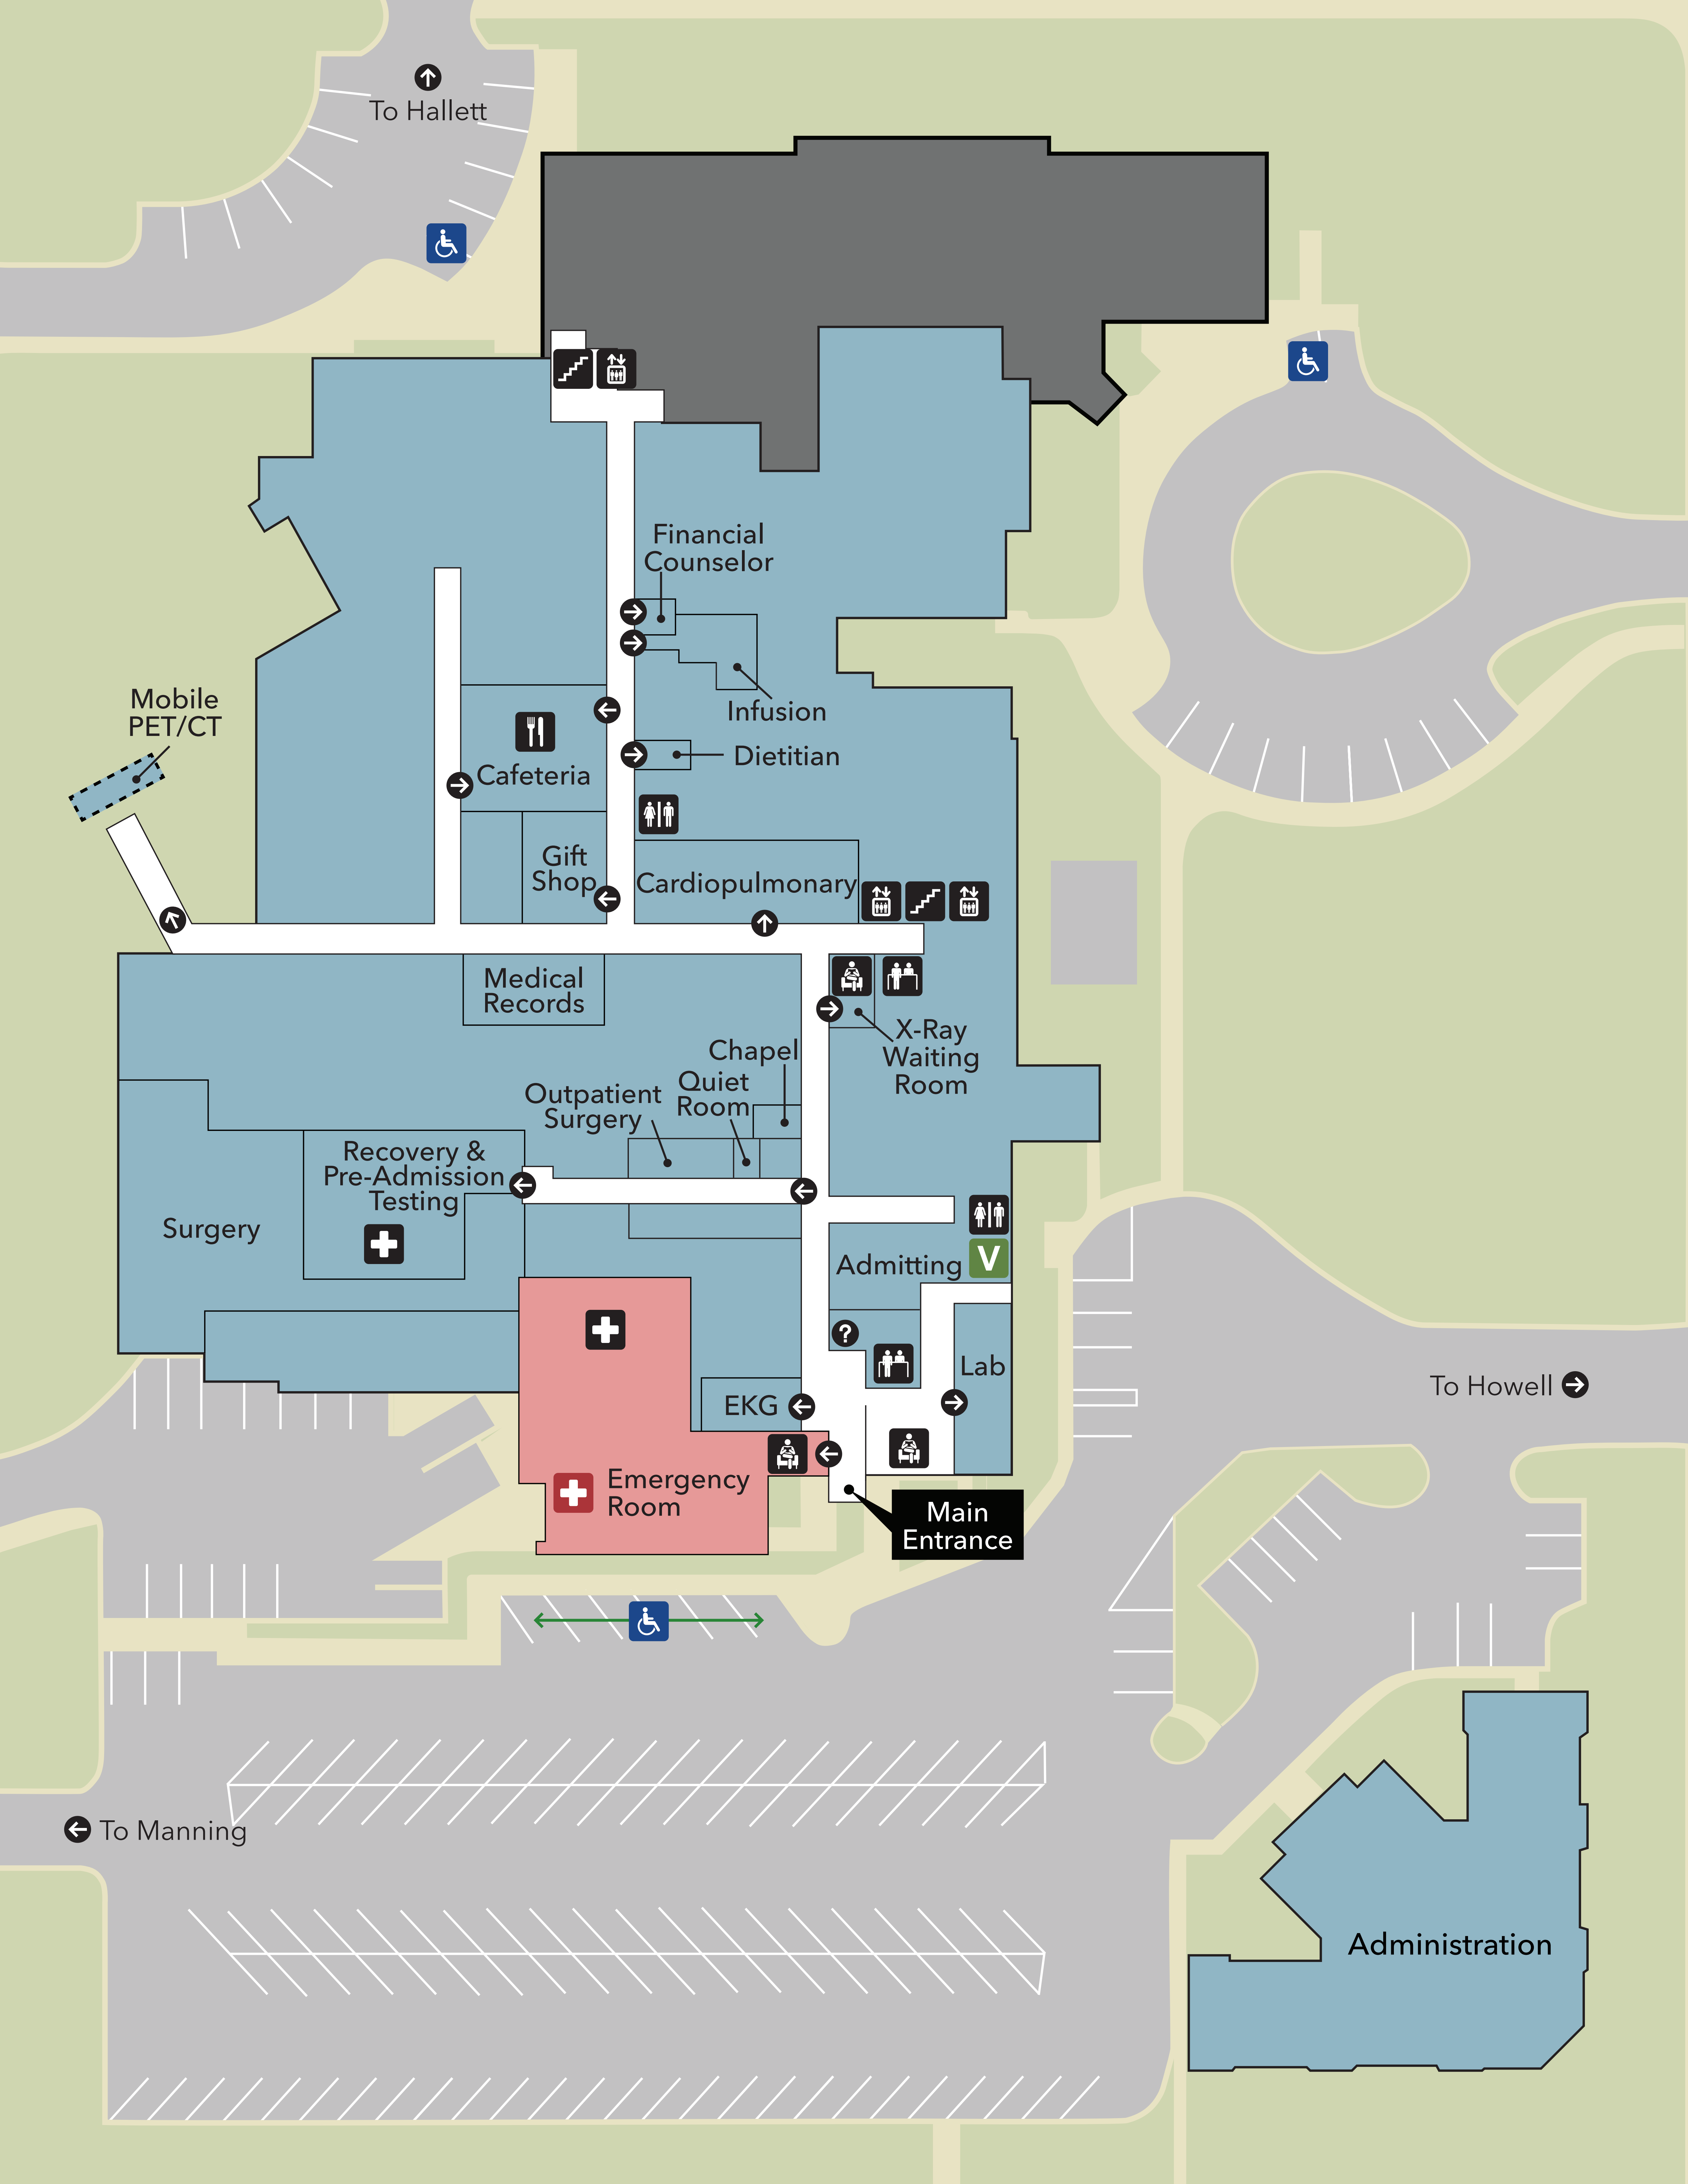 To Hallett
Financial
Counselor
Mobile
PET/CT
Infusion
Dietitian
Cafeteria
Gift
Shop
Cardiopulmonary
Medical
Records
X-Ray
Waiting
Room
Chapel
Quiet
Room
Outpatient
Surgery
Recovery &
Pre-Admission
Testing
Surgery
Admitting
V
?
Lab
To Howell
EKG
Emergency
Room
Main
Entrance
To Manning
Administration